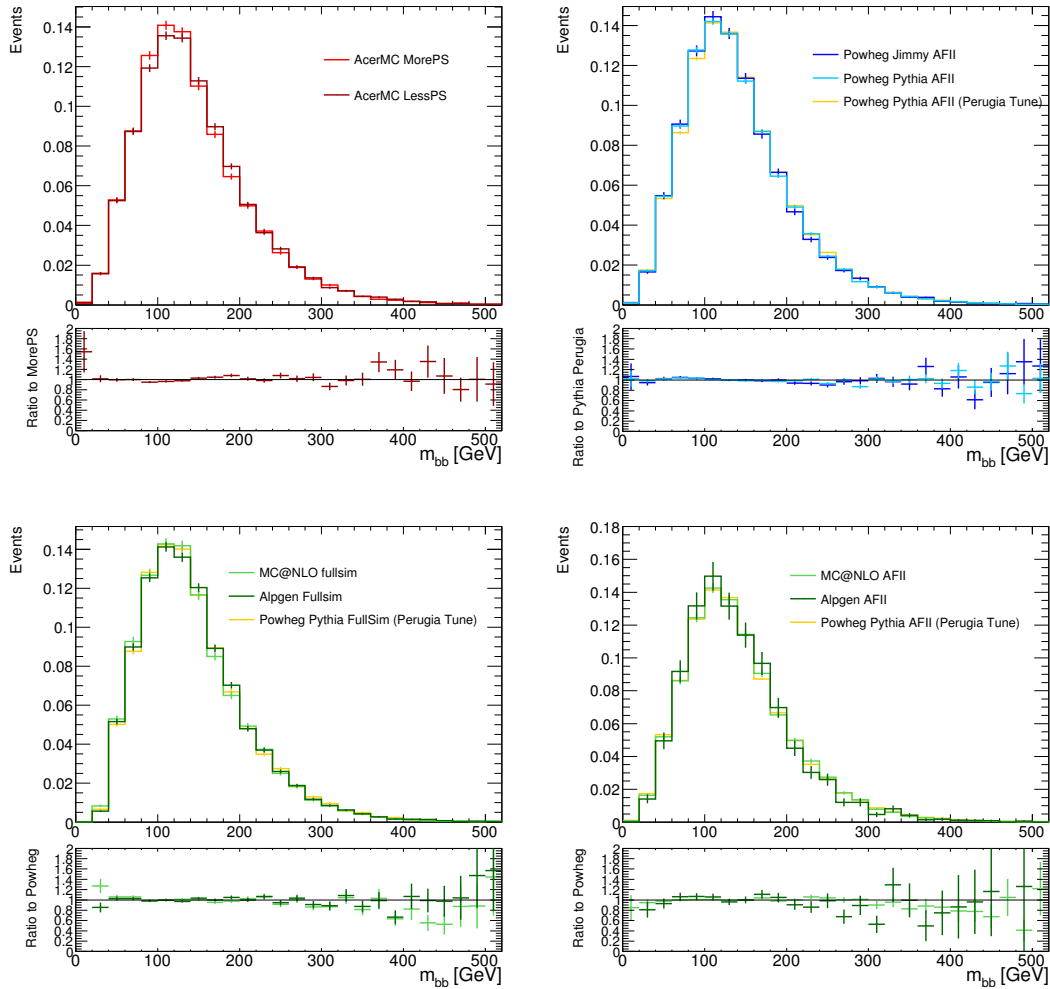 Events
0.14
0.12
0.1
0.08
0.06
0.04
0.02
0
AcerMC MorePS
AcerMC LessPS
Ratio to MorePS
2
1.8
1.6
1.4
1.2
1
0.8
0.6
0.4
0.2
0
0 100 200 300 400 500
m_bb [GeV]
Events
0.14
0.12
0.1
0.08
0.06
0.04
0.02
0
Powheg Jimmy AFII
Powheg Pythia AFII
Powheg Pythia AFII (Perugia Tune)
Ratio to Pythia Perugia
2
1.8
1.6
1.4
1.2
1
0.8
0.6
0.4
0.2
0
0 100 200 300 400 500
m_bb [GeV]
Events
0.14
0.12
0.1
0.08
0.06
0.04
0.02
0
MC@NLO fullsim
Alpgen Fullsim
Powheg Pythia FullSim (Perugia Tune)
Ratio to Powheg
2
1.8
1.6
1.4
1.2
1
0.8
0.6
0.4
0.2
0
0 100 200 300 400 500
m_bb [GeV]
Events
0.18
0.16
0.14
0.12
0.1
0.08
0.06
0.04
0.02
0
MC@NLO AFII
Alpgen AFII
Powheg Pythia AFII (Perugia Tune)
Ratio to Powheg
2
1.8
1.6
1.4
1.2
1
0.8
0.6
0.4
0.2
0
0 100 200 300 400 500
m_bb [GeV]